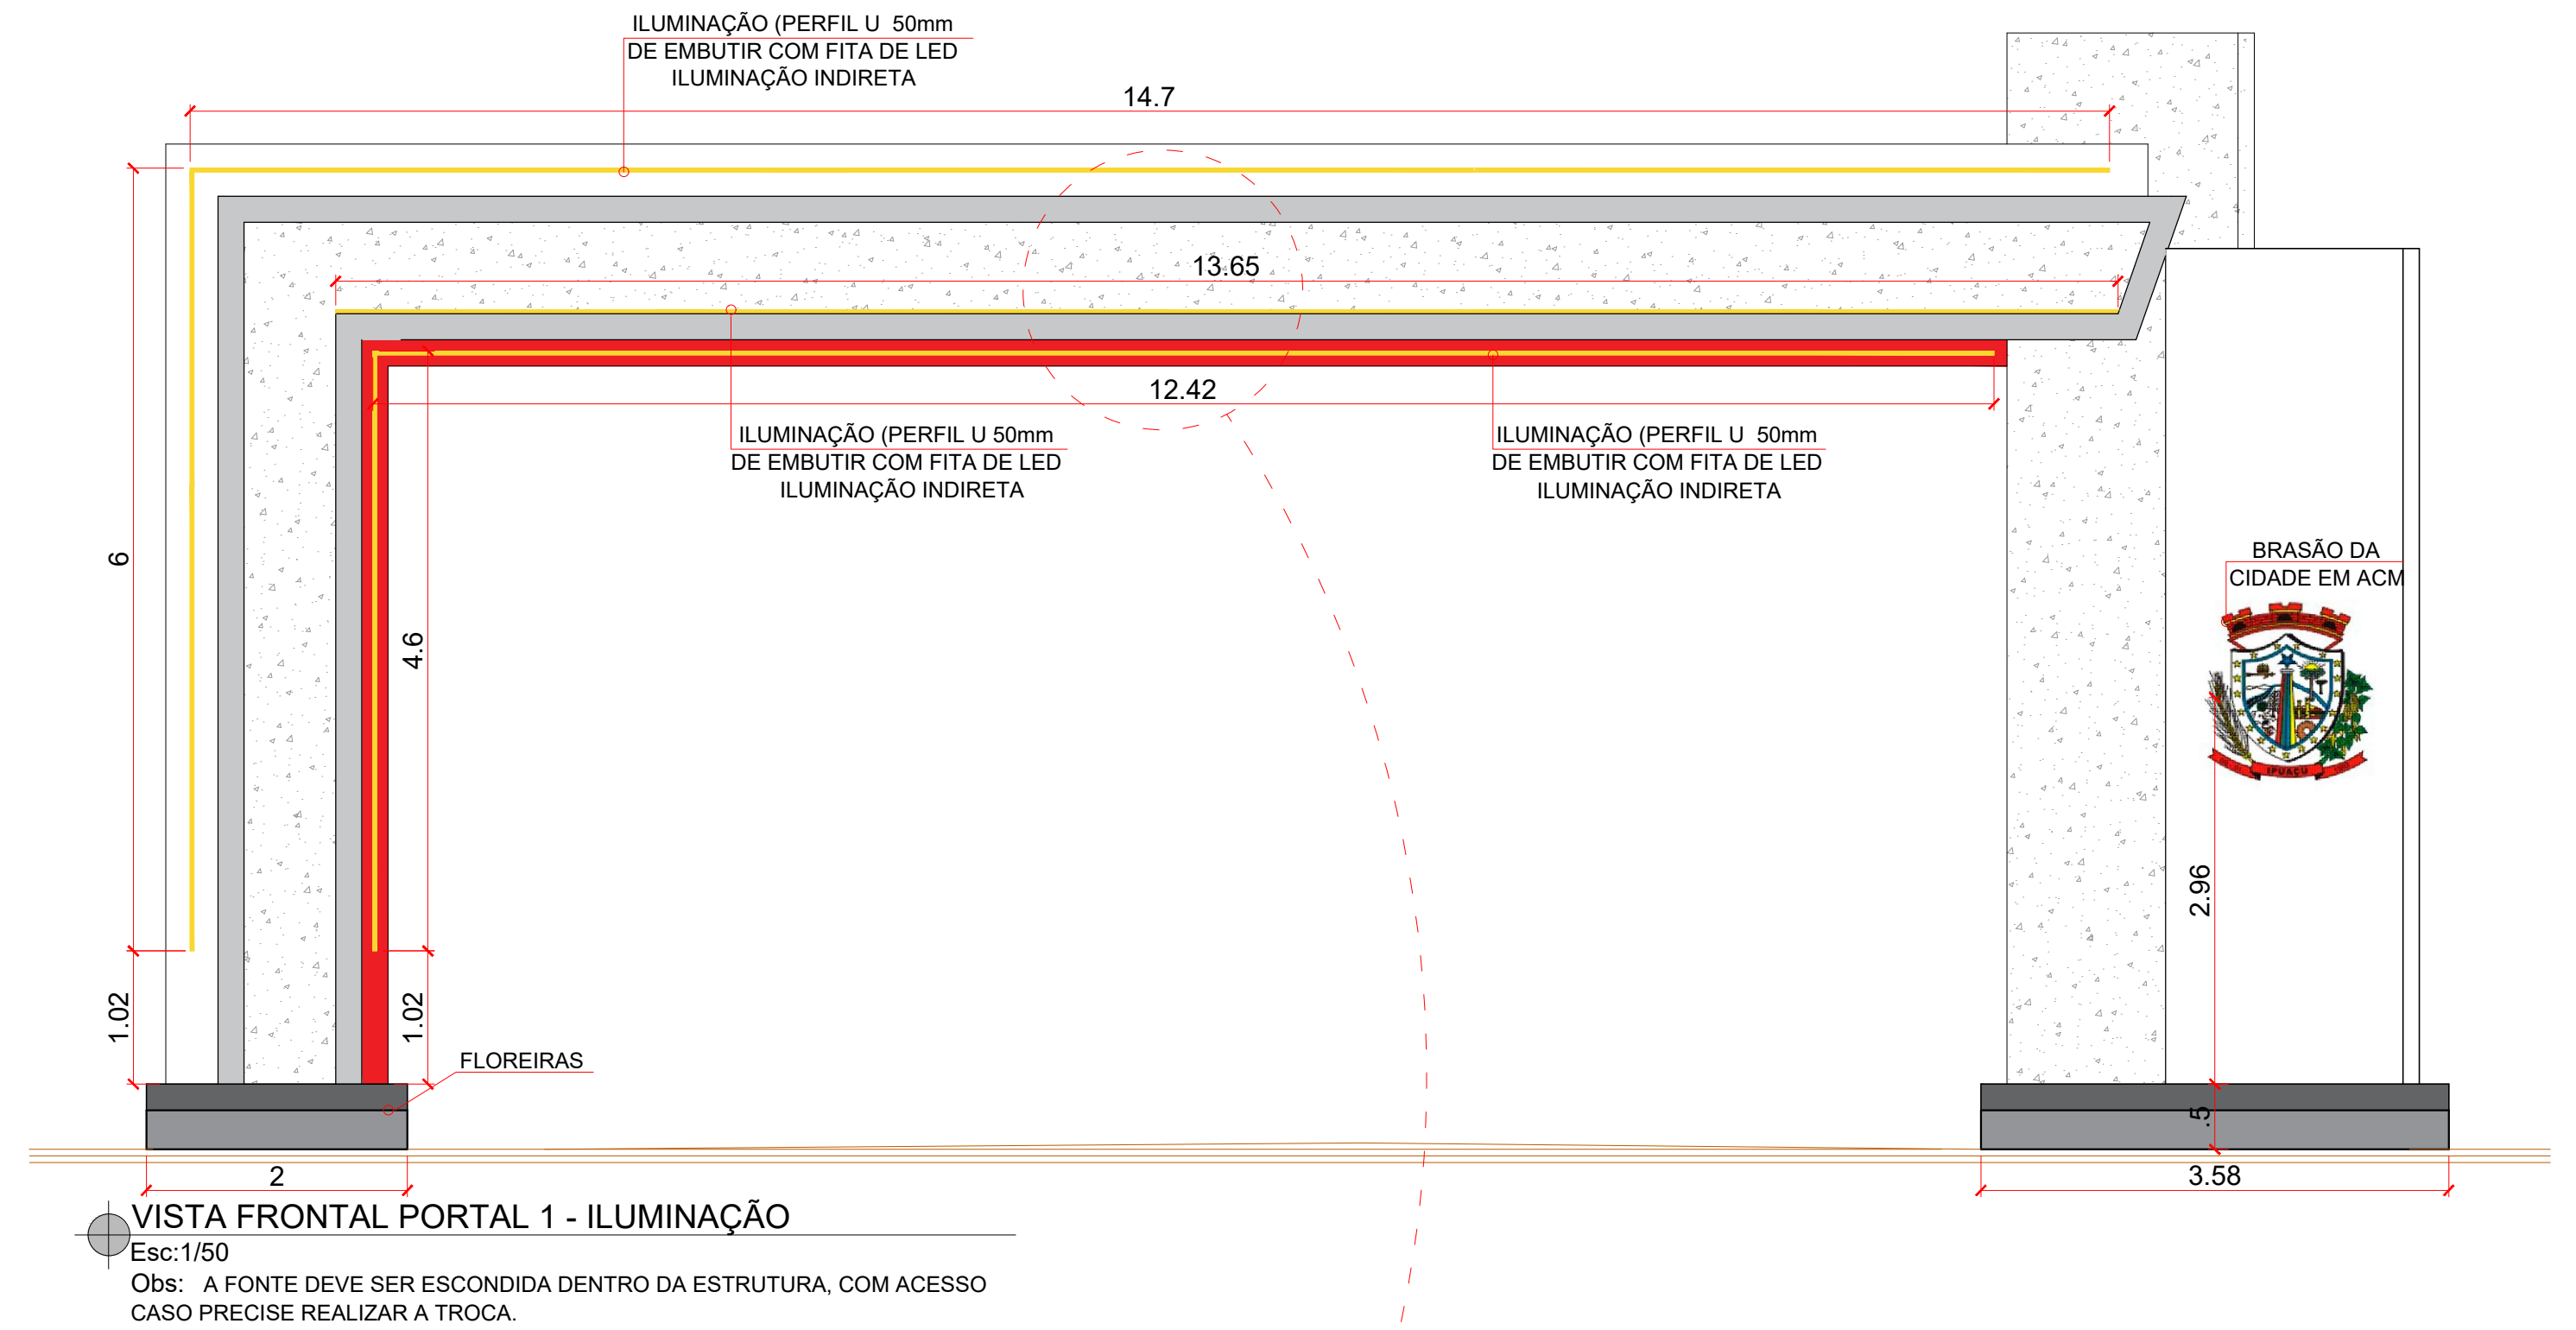 ILUMINAÇÃO (PERFIL U 50mm
DE EMBUTIR COM FITA DE LED
ILUMINAÇÃO INDIRETA
14.7
13.65
12.42
ILUMINAÇÃO (PERFIL U 50mm
DE EMBUTIR COM FITA DE LED
ILUMINAÇÃO INDIRETA
ILUMINAÇÃO (PERFIL U 50mm
DE EMBUTIR COM FITA DE LED
ILUMINAÇÃO INDIRETA
6
4.6
BRASÃO DA
CIDADE EM ACM
IPUAÇU
2.96
1.02
1.02
FLOREIRAS
.5
2
3.58
VISTA FRONTAL PORTAL 1 - ILUMINAÇÃO
Esc:1/50
Obs: A FONTE DEVE SER ESCONDIDA DENTRO DA ESTRUTURA, COM ACESSO
CASO PRECISE REALIZAR A TROCA.